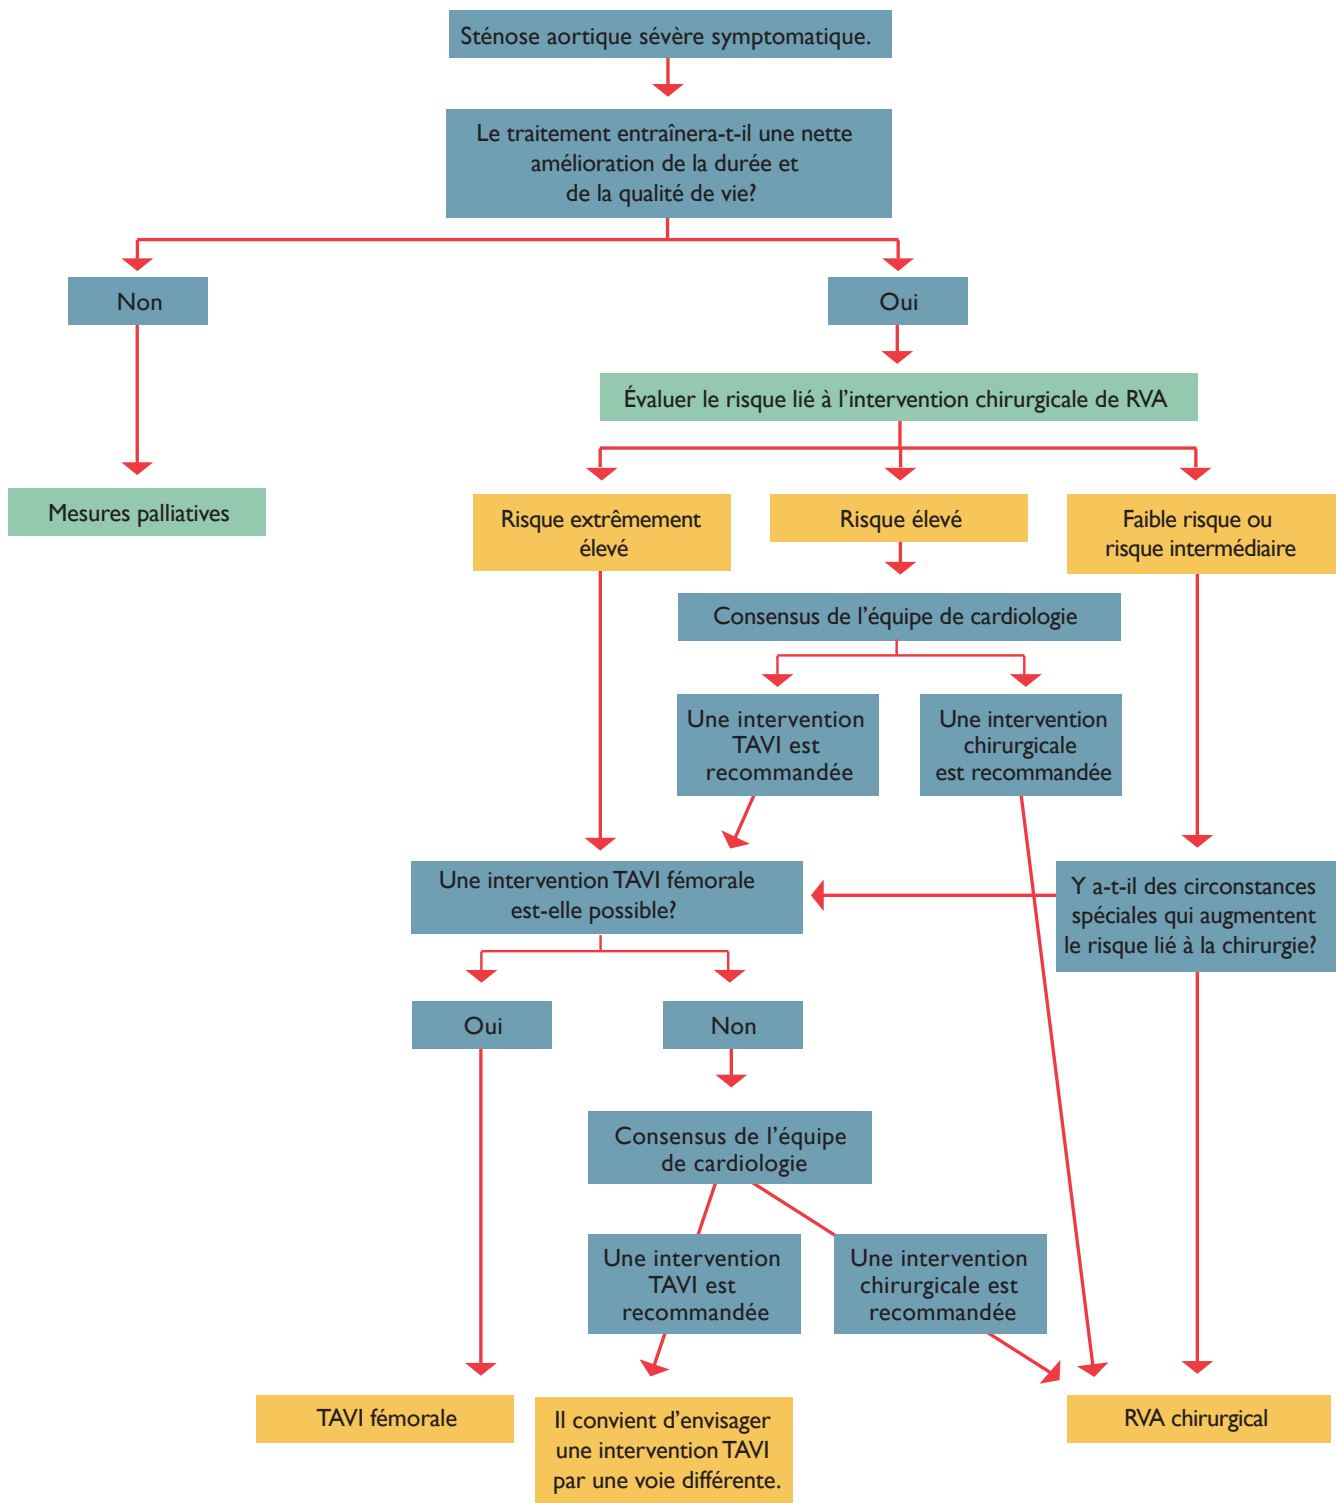 Sténose aortique sévère symptomatique.
Le traitement entraînera-t-il une nette
amélioration de la durée et
de la qualité de vie?
Non
Oui
Évaluer le risque lié à l’intervention chirurgicale de RVA
Mesures palliatives
Risque extrêmement
élevé
Risque élevé
Faible risque ou
risque intermédiaire
Consensus de l’équipe de cardiologie
Une intervention
TAVI est
recommandée
Une intervention
chirurgicale
est recommandée
Une intervention TAVI fémorale
est-elle possible?
Y a-t-il des circonstances
spéciales qui augmentent
le risque lié à la chirurgie?
Oui
Non
Consensus de l’équipe
de cardiologie
Une intervention
TAVI est
recommandée
Une intervention
chirurgicale est
recommandée
TAVI fémorale
Il convient d’envisager
une intervention TAVI
par une voie différente.
RVA chirurgical